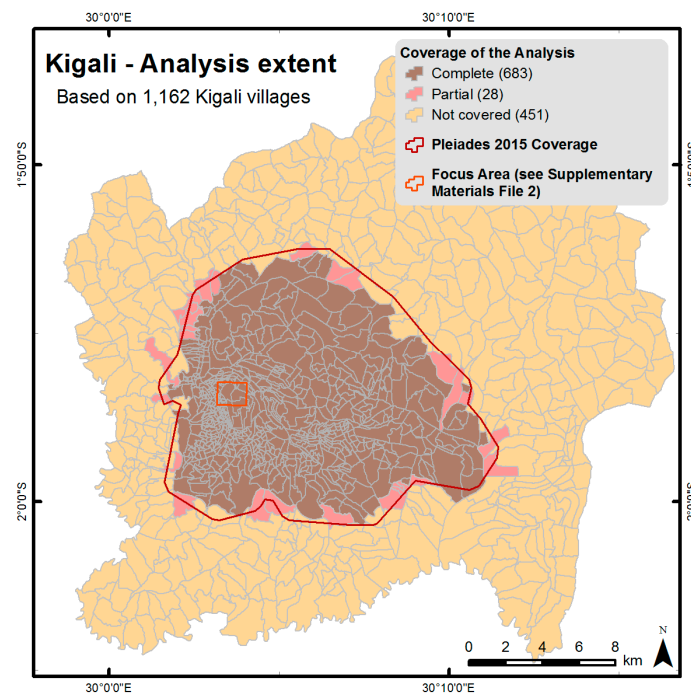 30°0'0"E 30°10'0"E
Kigali - Analysis extent
Based on 1,162 Kigali villages
Coverage of the Analysis
Complete (683)
Partial (28)
Not covered (451)
Pleiades 2015 Coverage
Focus Area (see Supplementary
Materials File 2)
1°50'0"S
2°0'0"S
N
0 2 4 6 8
km
30°0'0"E 30°10'0"E